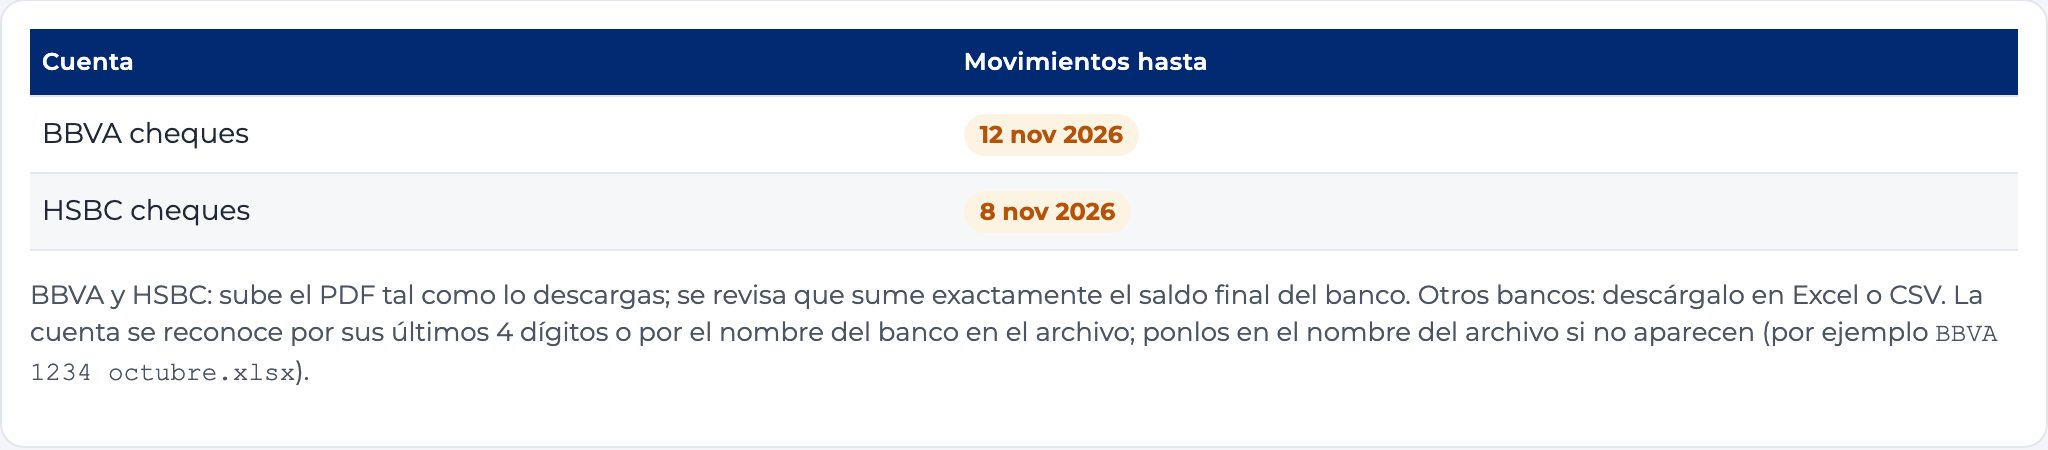 Cuenta Movimientos hasta
BBVA cheques 12 nov 2026
HSBC cheques 8 nov 2026
BBVA y HSBC: sube el PDF tal como lo descargas; se revisa que sume exactamente el saldo final del banco. Otros bancos: descárgalo en Excel o CSV. La
cuenta se reconoce por sus últimos 4 dígitos o por el nombre del banco en el archivo; ponlos en el nombre del archivo si no aparecen (por ejemplo BBVA
1234 octubre.xlsx).